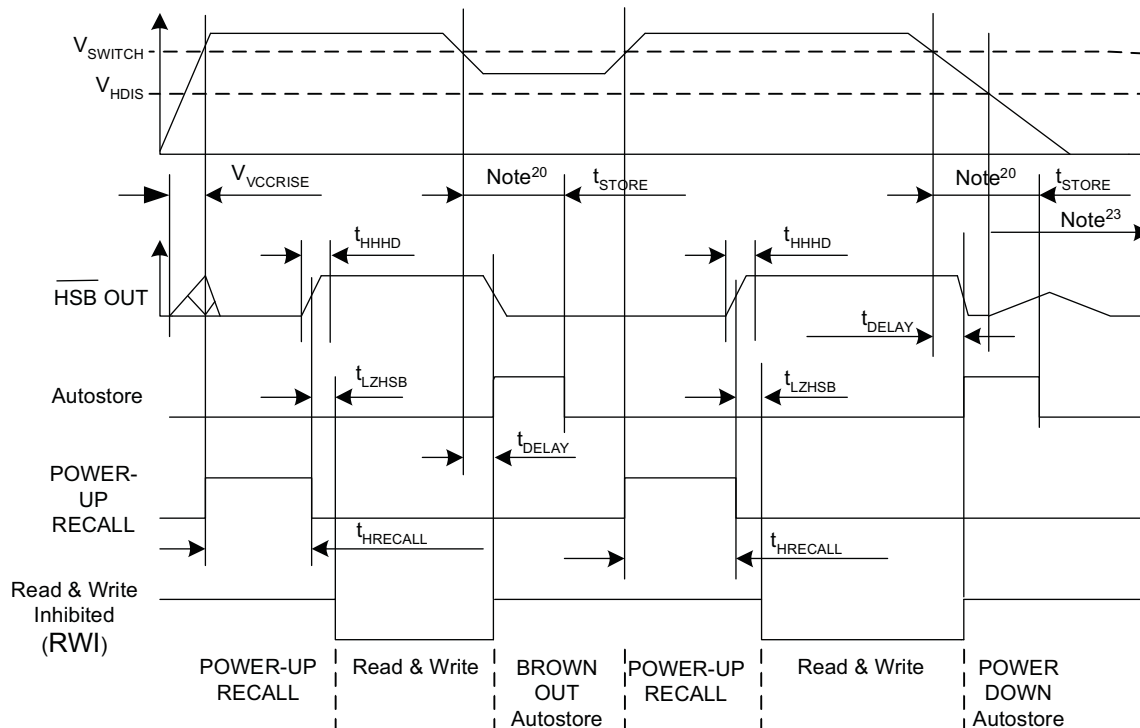 VSWITCH
VHDIS
VVCCRISE
Note20
tSTORE
Note20
tSTORE
Note23
tHHHD
tHHHD
HSB OUT
tDELAY
tLZHSB
tLZHSB
Autostore
tDELAY
POWER-
UP
RECALL
tHRECALL
tHRECALL
Read & Write
Inhibited
(RWI)
POWER-UP
RECALL
Read & Write
BROWN
OUT
Autostore
POWER-UP
RECALL
Read & Write
POWER
DOWN
Autostore